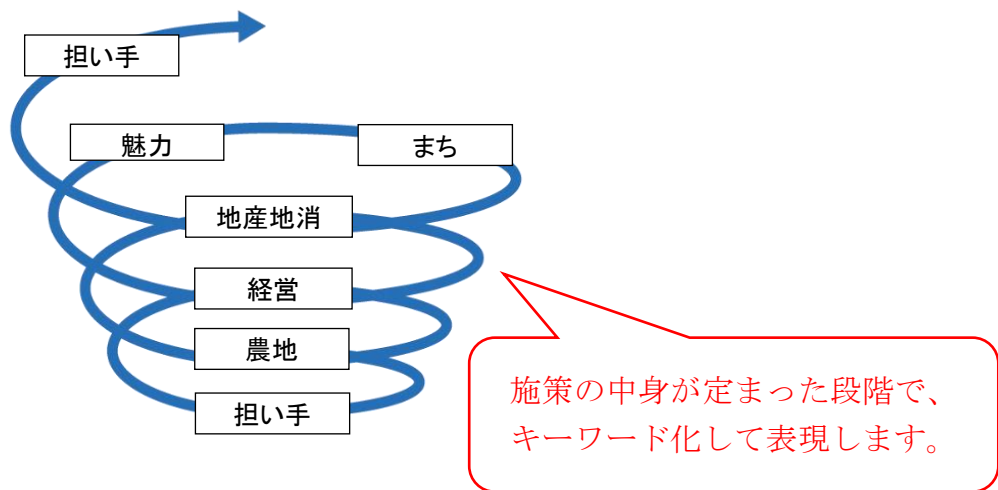 担い手
魅力
まち
地産地消
経営
農地
担い手
施策の中身が定まった段階で、
キーワード化して表現します。